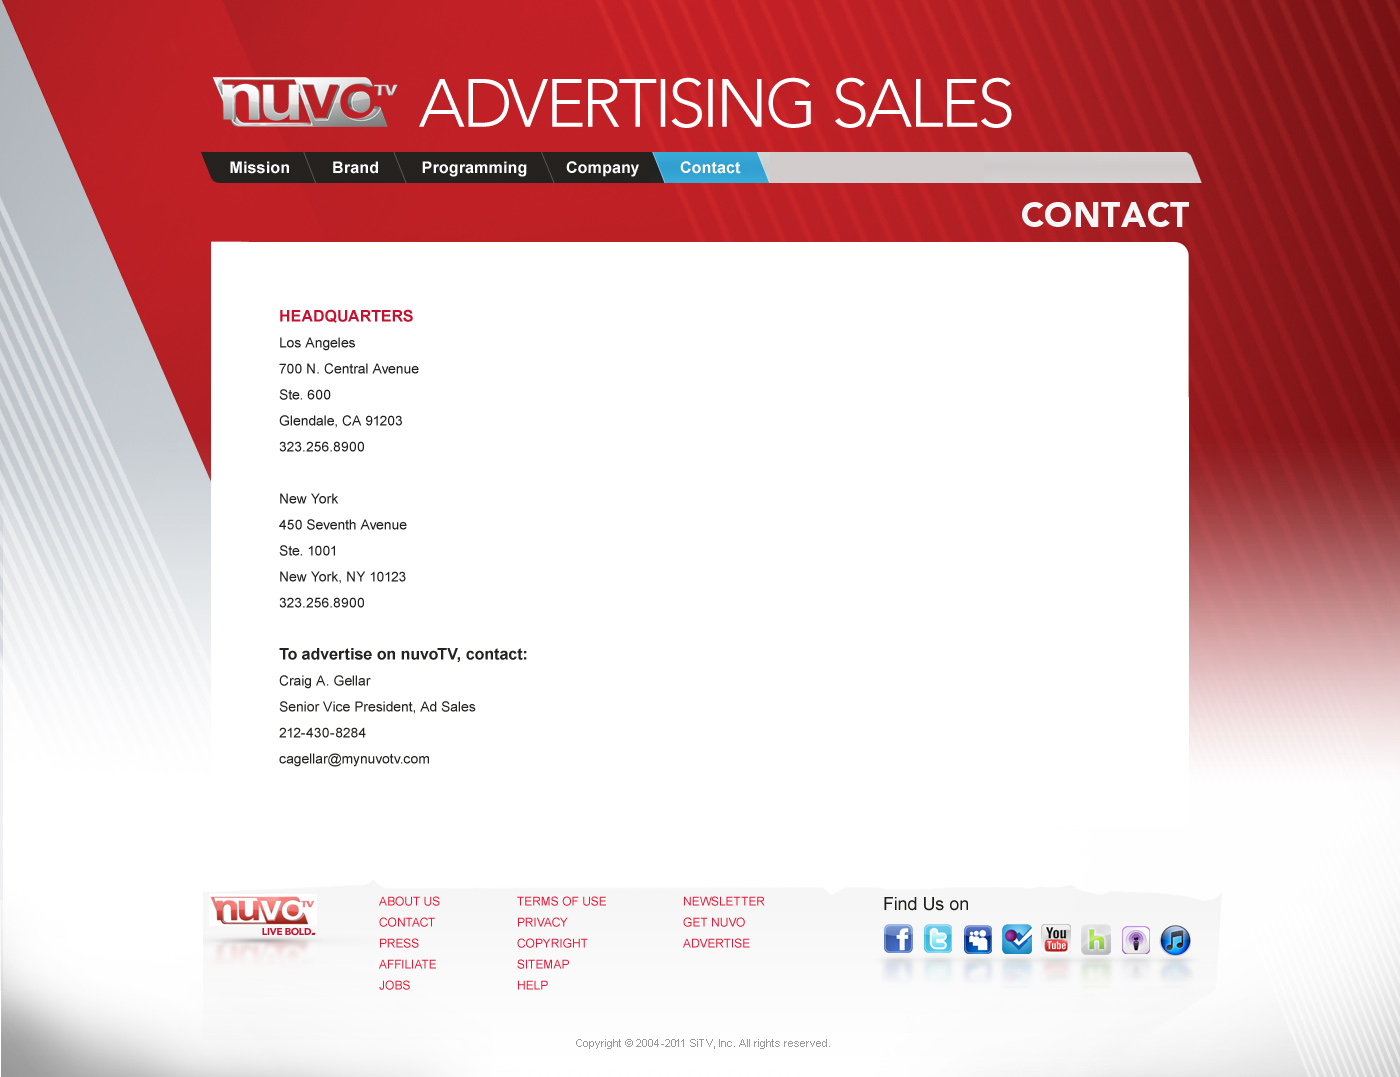 nuvo TV ADVERTISING SALES
Mission Brand Programming Company Contact
CONTACT
HEADQUARTERS
Los Angeles
700 N. Central Avenue
Ste. 600
Glendale, CA 91203
323.256.8900
New York
450 Seventh Avenue
Ste. 1001
New York, NY 10123
323.256.8900
To advertise on nuvoTV, contact:
Craig A. Gellar
Senior Vice President, Ad Sales
212-430-8284
cagellar@mynuvotv.com
nuvo TV
LIVE BOLD.
ABOUT US
CONTACT
PRESS
AFFILIATE
JOBS
TERMS OF USE
PRIVACY
COPYRIGHT
SITEMAP
HELP
NEWSLETTER
GET NUVO
ADVERTISE
Find Us on
f t You Tube h
Copyright © 2004-2011 SiTV, Inc. All rights reserved.